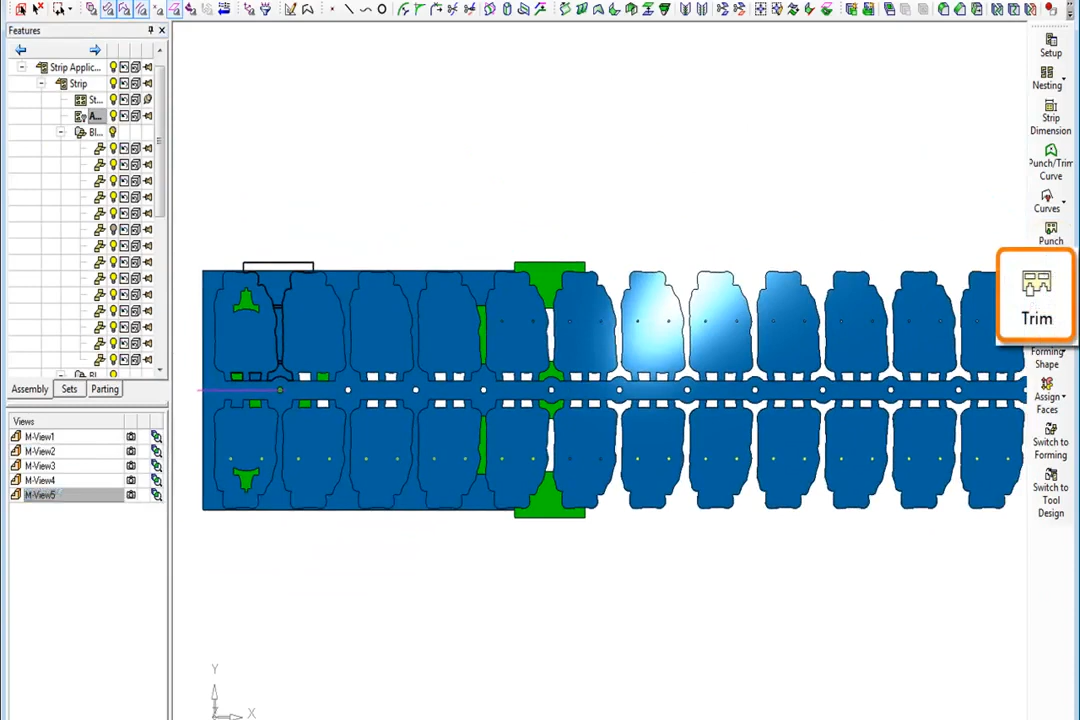 Features
Strip Applic...
Strip
St...
A...
Bl...
Bl
Assembly
Sets
Parting
Views
M-View1
M-View2
M-View3
M-View4
M-View5
Y
X
Setup
Nesting
Strip
Dimension
Punch/Trim
Curve
Curves
Punch
Trim
Forming
Shape
Assign
Faces
Switch to
Forming
Switch to
Tool
Design